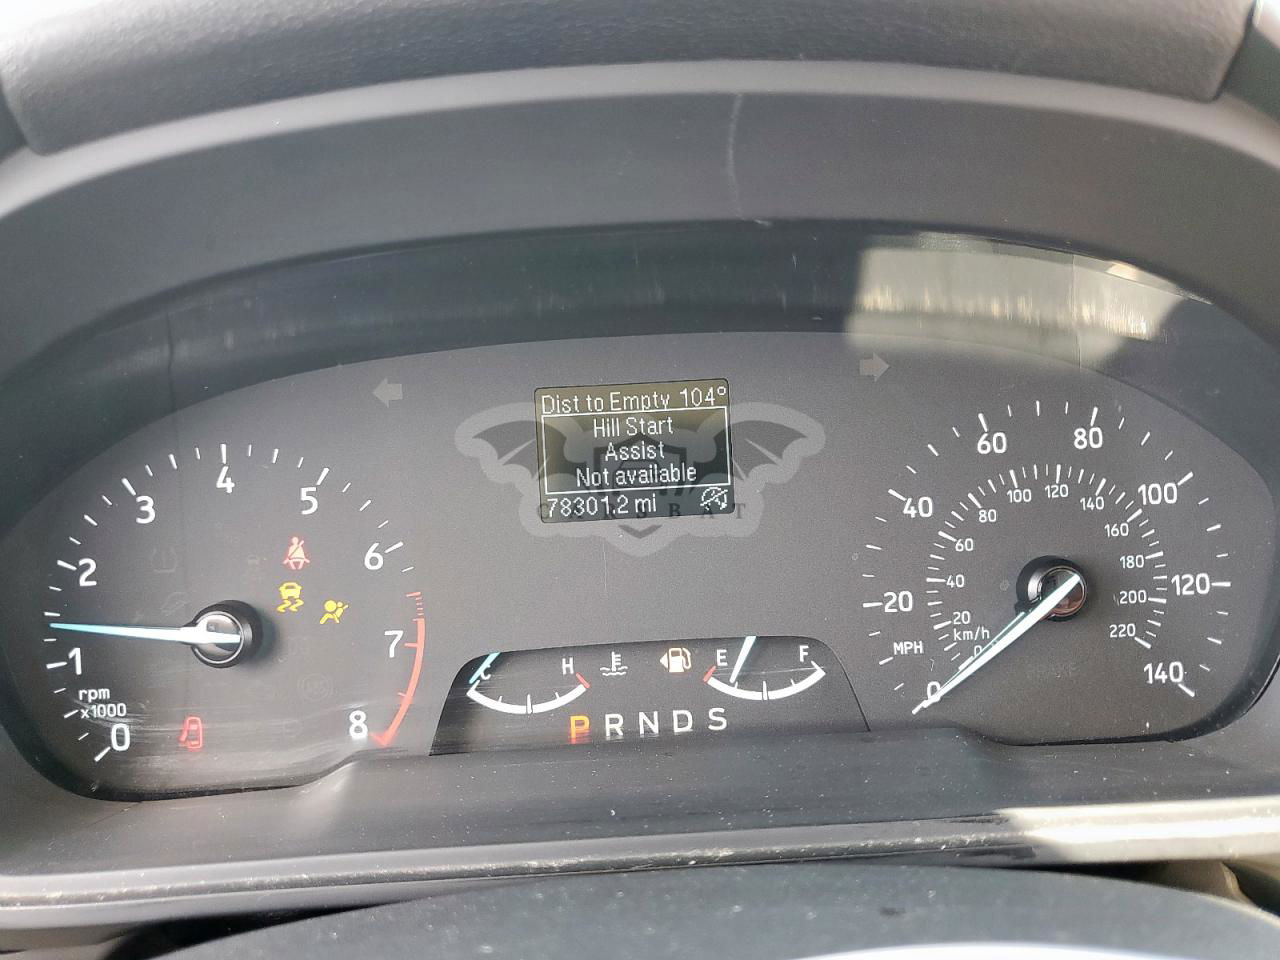 Dist to Empty 104°
Hill Start
Assist
Not available
78301.2 mi
CARSBAT
0
1
2
3
4
5
6
7
8
rpm
x1000
C
H
E
F
P R N D S
0
20
40
60
80
100
120
140
MPH
km/h
20
40
60
80
100
120
140
160
180
200
220